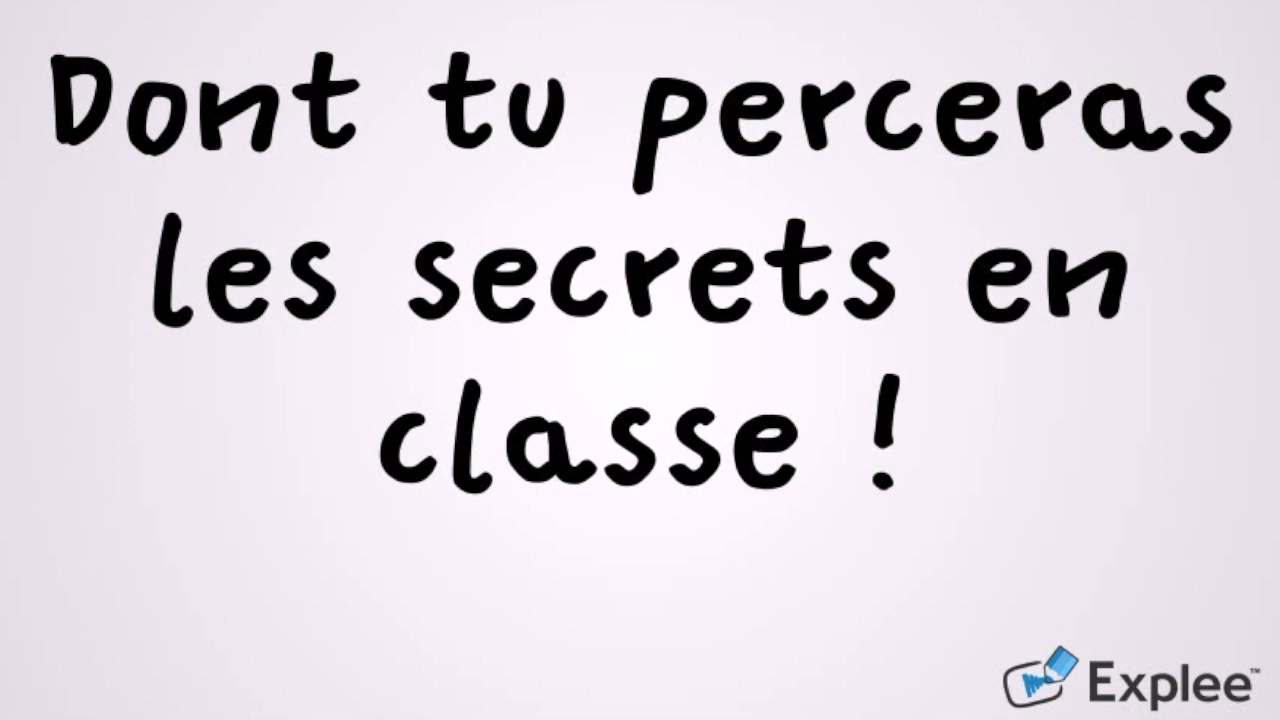 Dont tu perceras
les secrets en
classe !
Explee™